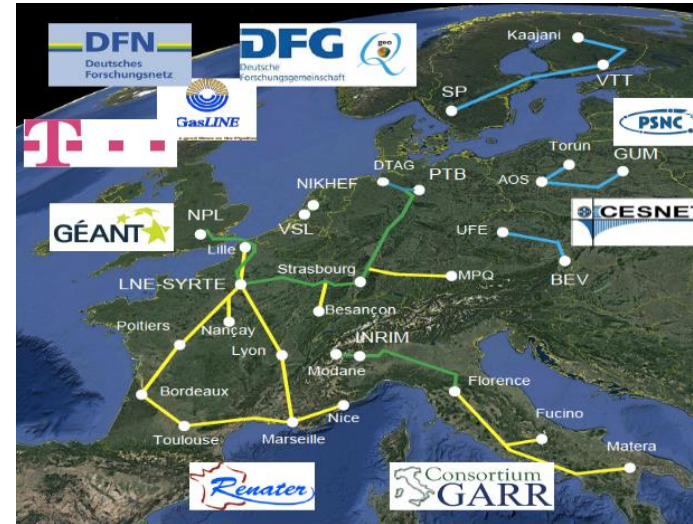 DFN
Deutsches
Forschungsnetz
DFG
Deutsche
Forschungsgemeinschaft
geo
Q
GasLINE
T
GÉANT
PSNC
CESNET
Kaajani
VTT
SP
Torun
GUM
AOS
DTAG
PTB
NIKHEF
VSL
NPL
Lille
UFE
BEV
Strasbourg
MPQ
LNE-SYRTE
Besançon
Nançay
Poitiers
Lyon
INRIM
Modane
Florence
Bordeaux
Nice
Fucino
Toulouse
Marseille
Matera
Renater
Consortium
GARR